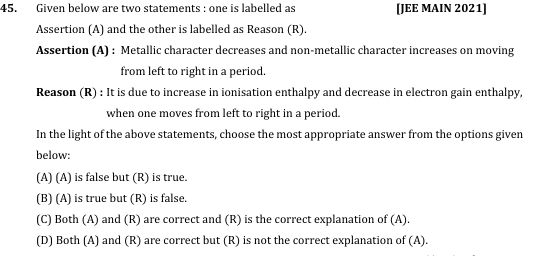 45. Given below are two statements : one is labelled as [JEE MAIN 2021]
Assertion (A) and the other is labelled as Reason (R).
Assertion (A) : Metallic character decreases and non-metallic character increases on moving
from left to right in a period.
Reason (R) : It is due to increase in ionisation enthalpy and decrease in electron gain enthalpy,
when one moves from left to right in a period.
In the light of the above statements, choose the most appropriate answer from the options given
below:
(A) (A) is false but (R) is true.
(B) (A) is true but (R) is false.
(C) Both (A) and (R) are correct and (R) is the correct explanation of (A).
(D) Both (A) and (R) are correct but (R) is not the correct explanation of (A).